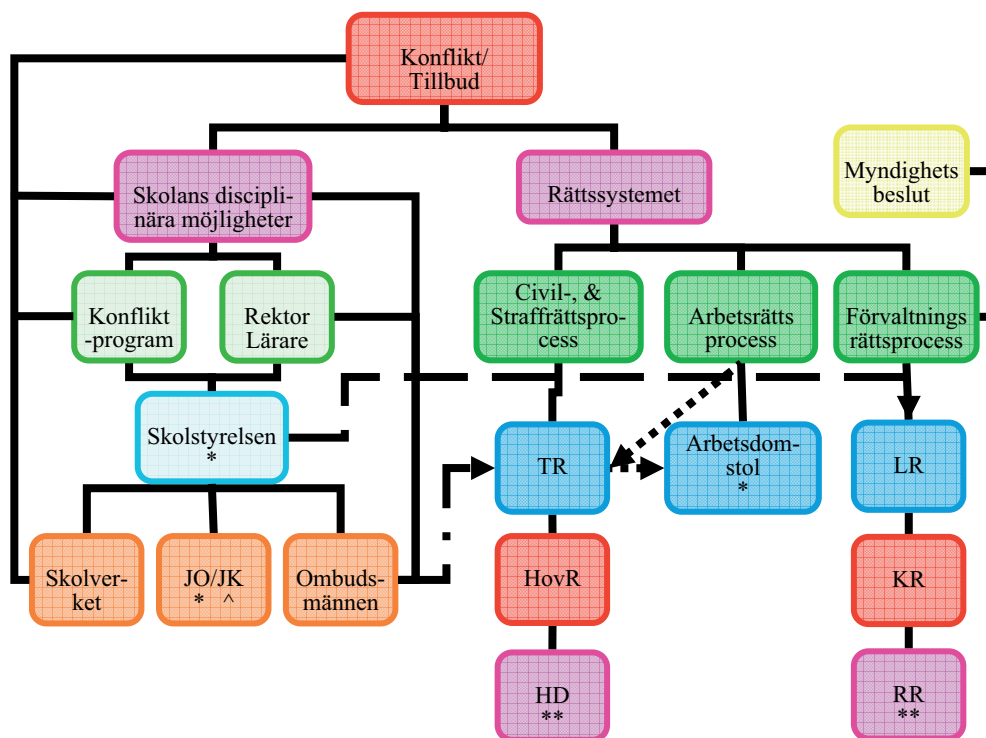 Konflikt/
Tillbud
Skolans discipli-
nära möjligheter
Rättssystemet
Myndighets
beslut
Konflikt
-program
Rektor
Lärare
Civil-, &
Straffrättspro-
cess
Arbetsrätts
process
Förvaltnings
rättsprocess
Skolstyrelsen
*
TR
Arbetsdom-
stol
*
LR
Skolver-
ket
JO/JK
* ^
Ombuds-
männen
HovR
KR
HD
**
RR
**